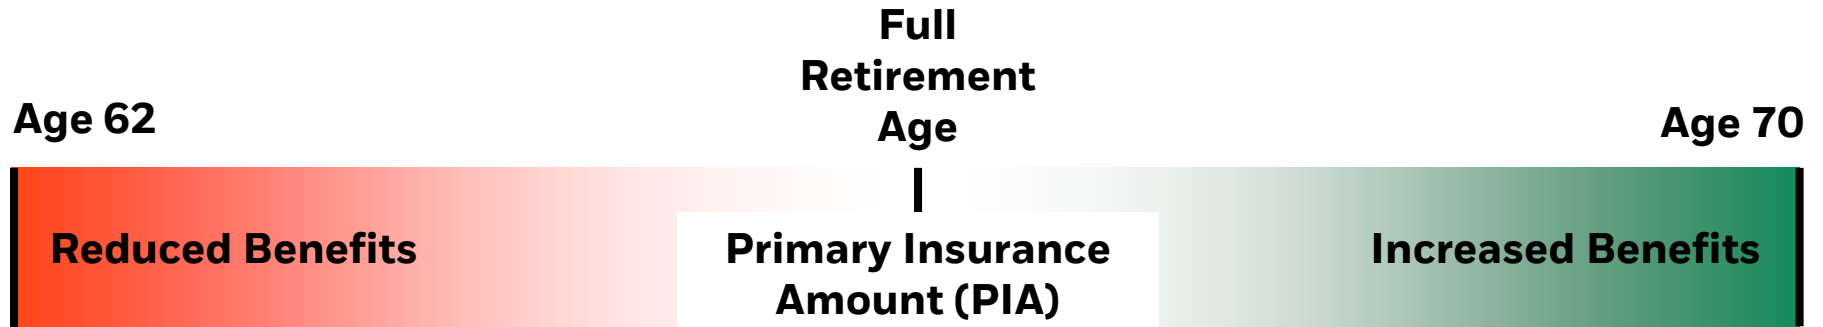 Full
Retirement
Age
Age 62
Age 70
Reduced Benefits
Primary Insurance
Amount (PIA)
Increased Benefits